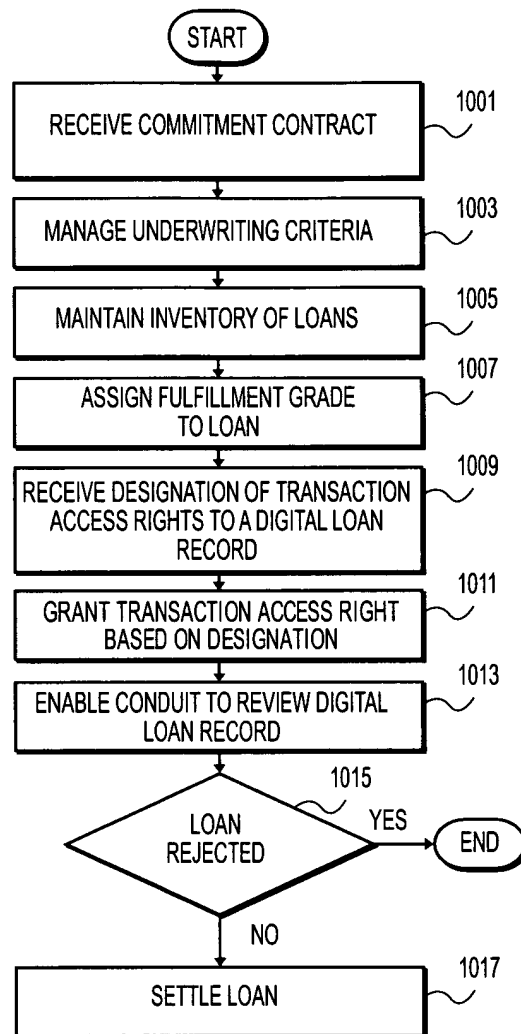 START
RECEIVE COMMITMENT CONTRACT
1001
MANAGE UNDERWRITING CRITERIA
1003
MAINTAIN INVENTORY OF LOANS
1005
ASSIGN FULFILLMENT GRADE
TO LOAN
1007
RECEIVE DESIGNATION OF TRANSACTION
ACCESS RIGHTS TO A DIGITAL LOAN
RECORD
1009
GRANT TRANSACTION ACCESS RIGHT
BASED ON DESIGNATION
1011
ENABLE CONDUIT TO REVIEW DIGITAL
LOAN RECORD
1013
LOAN
REJECTED
1015
YES
END
NO
SETTLE LOAN
1017